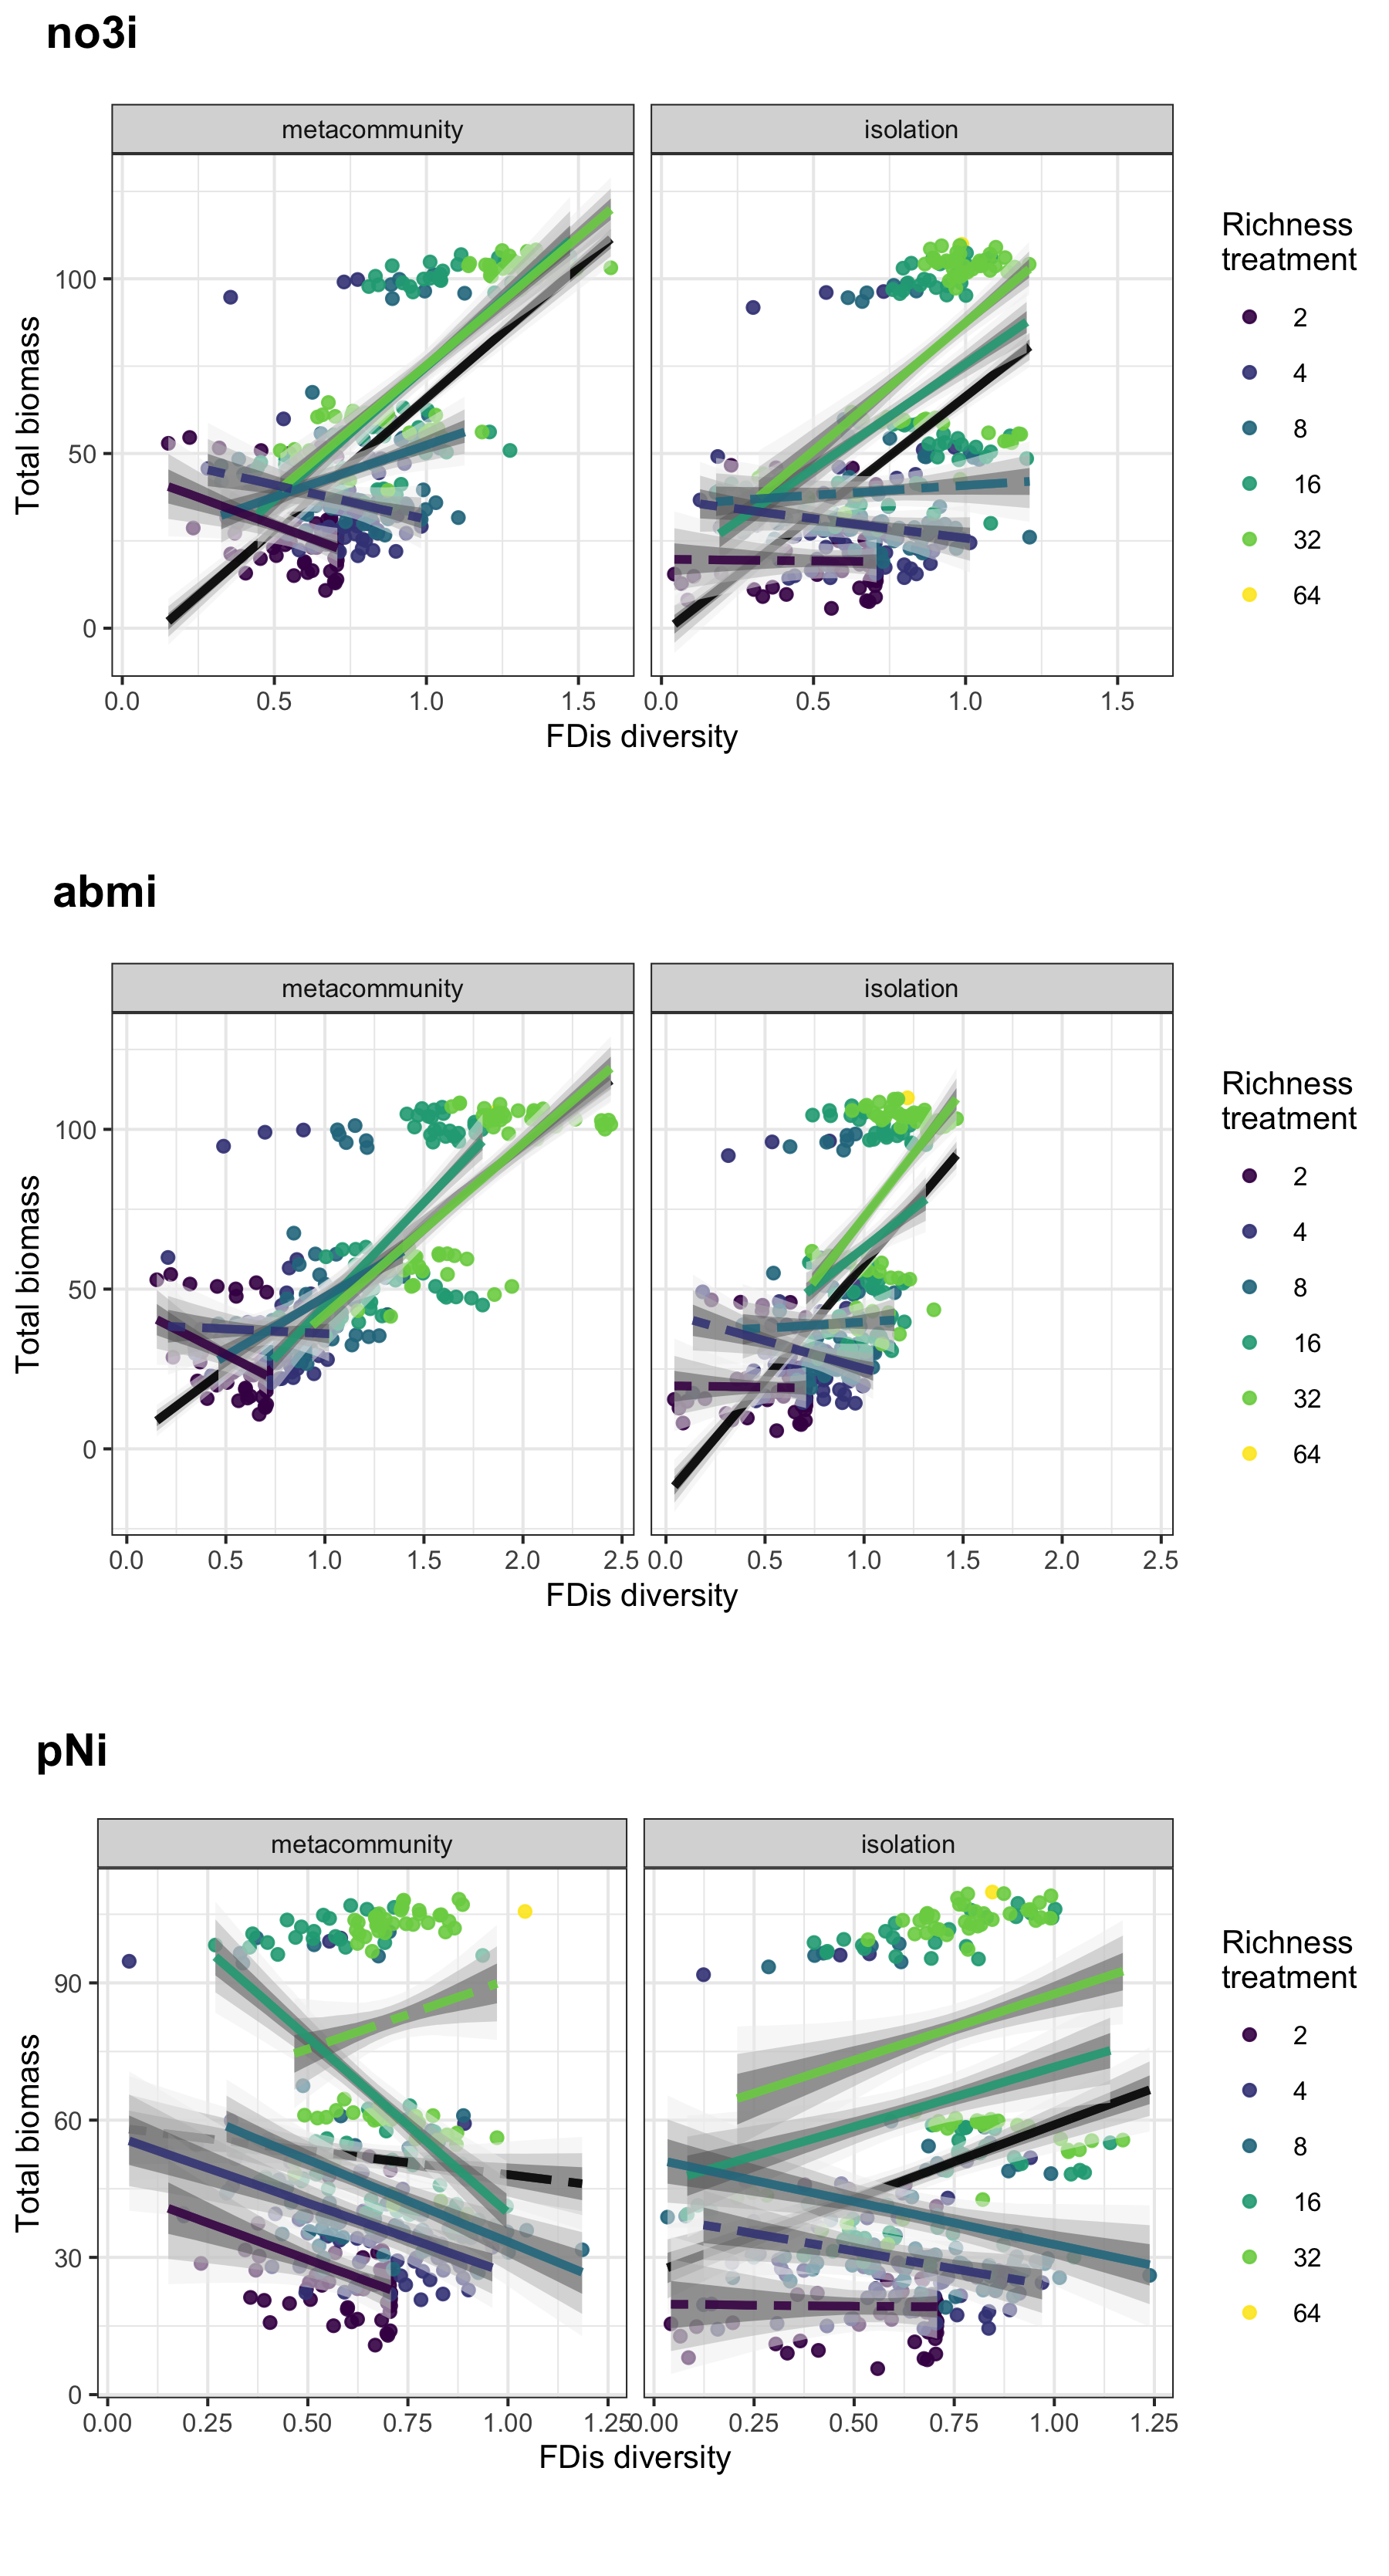 no3i
metacommunity
isolation
Total biomass
100
50
0
0.0 0.5 1.0 1.5
0.0 0.5 1.0 1.5
FDis diversity
Richness
treatment
2
4
8
16
32
64
abmi
metacommunity
isolation
Total biomass
100
50
0
0.0 0.5 1.0 1.5 2.0 2.5
0.0 0.5 1.0 1.5 2.0 2.5
FDis diversity
Richness
treatment
2
4
8
16
32
64
pNi
metacommunity
isolation
Total biomass
90
60
30
0
0.00 0.25 0.50 0.75 1.00 1.25
0.00 0.25 0.50 0.75 1.00 1.25
FDis diversity
Richness
treatment
2
4
8
16
32
64